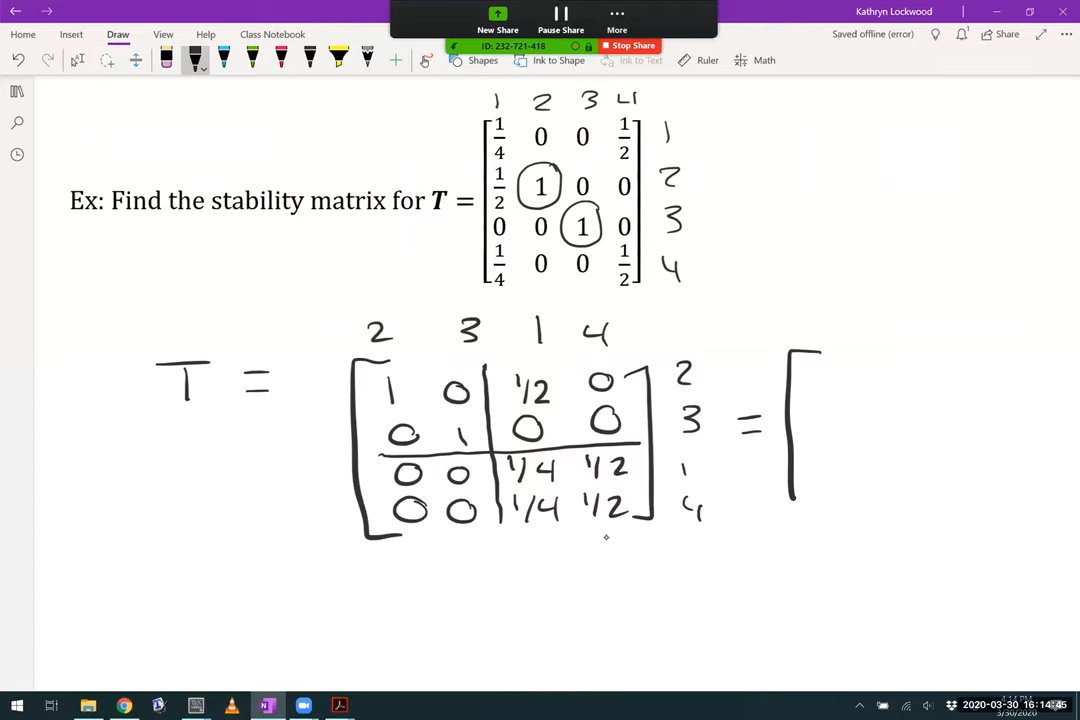 Kathryn Lockwood
New Share
Pause Share
More
Home Insert Draw View Help Class Notebook
ID: 232-721-418 Stop Share
Saved offline (error)
Share
Shapes Ink to Shape Ink to Text Ruler Math
1 2 3 4
1/4 0 0 1/2 1
Ex: Find the stability matrix for T = 1/2 1 0 0 2
0 0 1 0 3
1/4 0 0 1/2 4
2 3 1 4
T = [ 1 0 | 1/2 0 ] 2
0 1 | 0 0 3 = [
0 0 | 1/4 1/2 1
0 0 | 1/4 1/2 4
2020-03-30 16:14:45